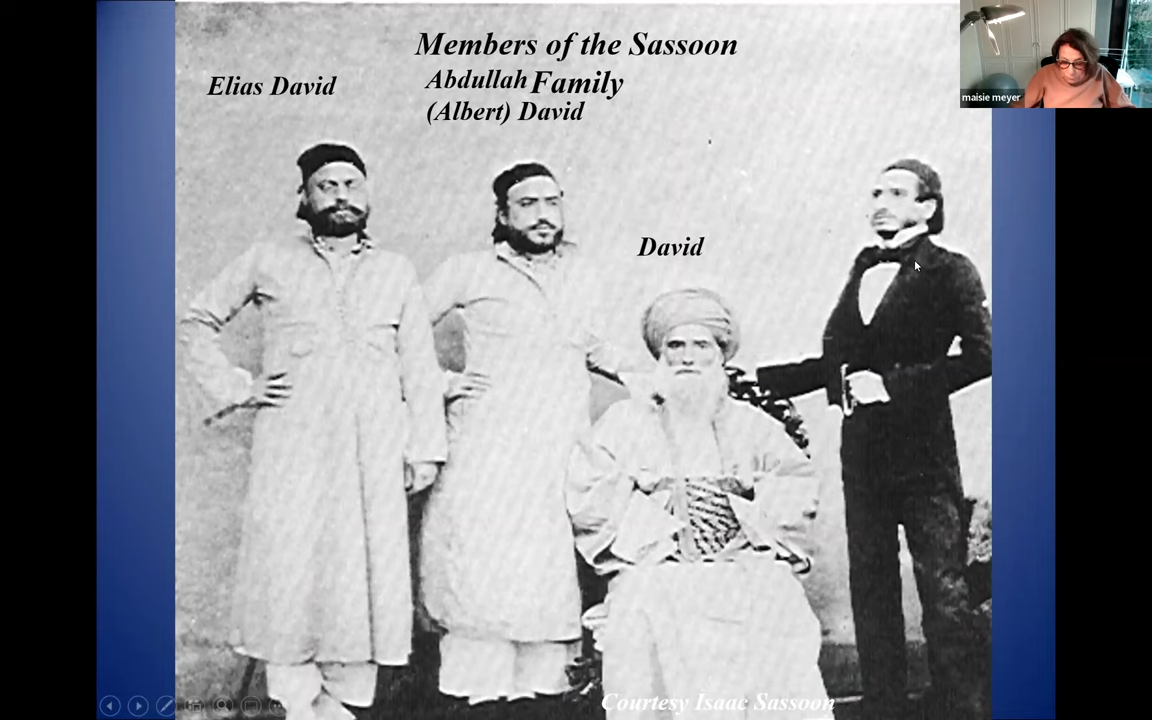 Members of the Sassoon
Elias David
Abdullah Family
(Albert) David
David
maisie meyer
Courtesy Isaac Sassoon